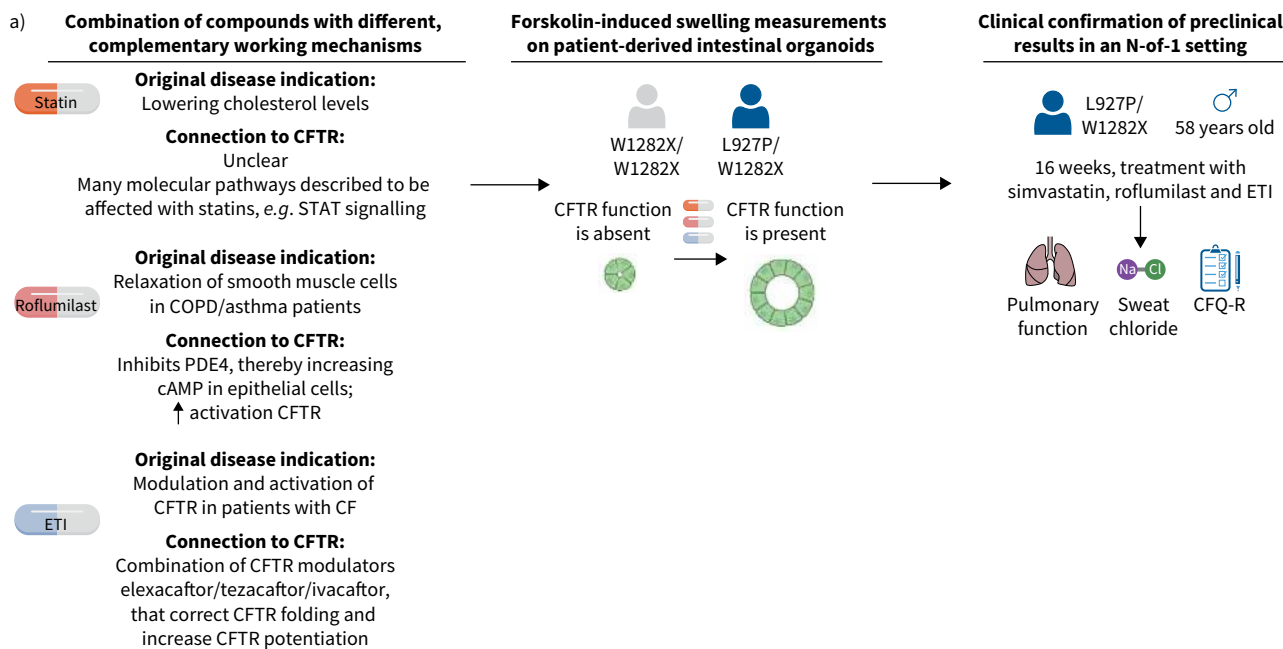 a)
Combination of compounds with different,
complementary working mechanisms
Statin
Original disease indication:
Lowering cholesterol levels
Connection to CFTR:
Unclear
Many molecular pathways described to be
affected with statins, e.g. STAT signalling
Roflumilast
Original disease indication:
Relaxation of smooth muscle cells
in COPD/asthma patients
Connection to CFTR:
Inhibits PDE4, thereby increasing
cAMP in epithelial cells;
↑ activation CFTR
ETI
Original disease indication:
Modulation and activation of
CFTR in patients with CF
Connection to CFTR:
Combination of CFTR modulators
elexacaftor/tezacaftor/ivacaftor,
that correct CFTR folding and
increase CFTR potentiation
Forskolin-induced swelling measurements
on patient-derived intestinal organoids
W1282X/
W1282X
L927P/
W1282X
CFTR function
is absent
CFTR function
is present
Clinical confirmation of preclinical
results in an N-of-1 setting
L927P/
W1282X
♂
58 years old
16 weeks, treatment with
simvastatin, roflumilast and ETI
Pulmonary
function
Na Cl
Sweat
chloride
CFQ-R